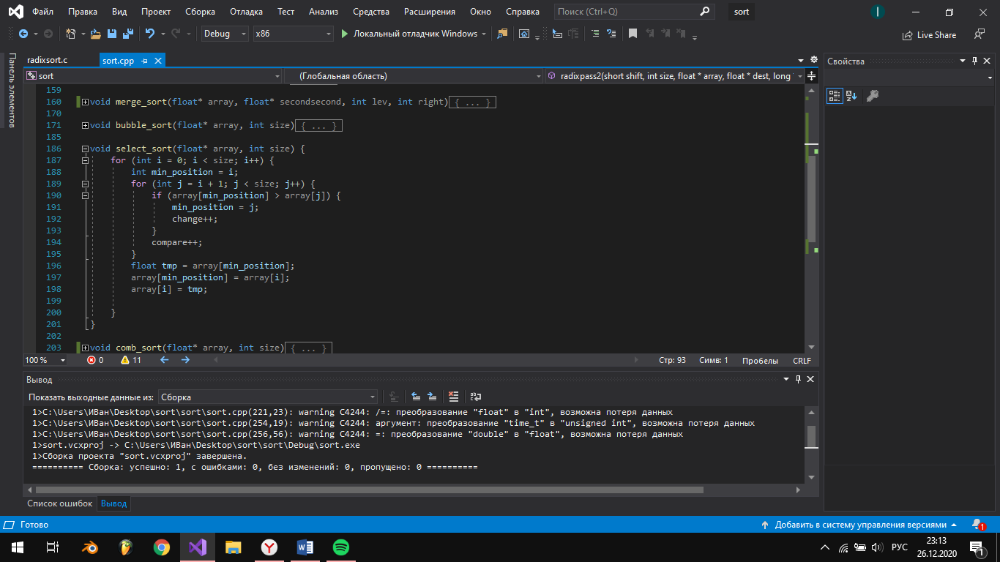 Файл Правка Вид Проект Сборка Отладка Тест Анализ Средства Расширения Окно Справка Поиск (Ctrl+Q) sort I
Debug x86 Локальный отладчик Windows Live Share
Панель элементов
radixsort.c sort.cpp
sort (Глобальная область) radixpass2(short shift, int size, float * array, float * dest, long
159
160 void merge_sort(float* array, float* secondsecond, int lev, int right){ ... }
170
171 void bubble_sort(float* array, int size){ ... }
185
186 void select_sort(float* array, int size) {
187 for (int i = 0; i < size; i++) {
188 int min_position = i;
189 for (int j = i + 1; j < size; j++) {
190 if (array[min_position] > array[j]) {
191 min_position = j;
192 change++;
193 }
194 compare++;
195 }
196 float tmp = array[min_position];
197 array[min_position] = array[i];
198 array[i] = tmp;
199
200 }
201 }
202
203 void comb_sort(float* array, int size){ ... }
100 % 0 11 Стр: 93 Симв: 1 Пробелы CRLF
Вывод
Показать выходные данные из: Сборка
1>C:\Users\ИВан\Desktop\sort\sort\sort.cpp(221,23): warning C4244: /=: преобразование "float" в "int", возможна потеря данных
1>C:\Users\ИВан\Desktop\sort\sort\sort.cpp(254,19): warning C4244: аргумент: преобразование "time_t" в "unsigned int", возможна потеря данных
1>C:\Users\ИВан\Desktop\sort\sort\sort.cpp(256,56): warning C4244: =: преобразование "double" в "float", возможна потеря данных
1>sort.vcxproj -> C:\Users\ИВан\Desktop\sort\sort\Debug\sort.exe
1>Сборка проекта "sort.vcxproj" завершена.
========== Сборка: успешно: 1, с ошибками: 0, без изменений: 0, пропущено: 0 ==========
Список ошибок Вывод
Свойства
Готово Добавить в систему управления версиями 1
РУС 23:13
26.12.2020 1